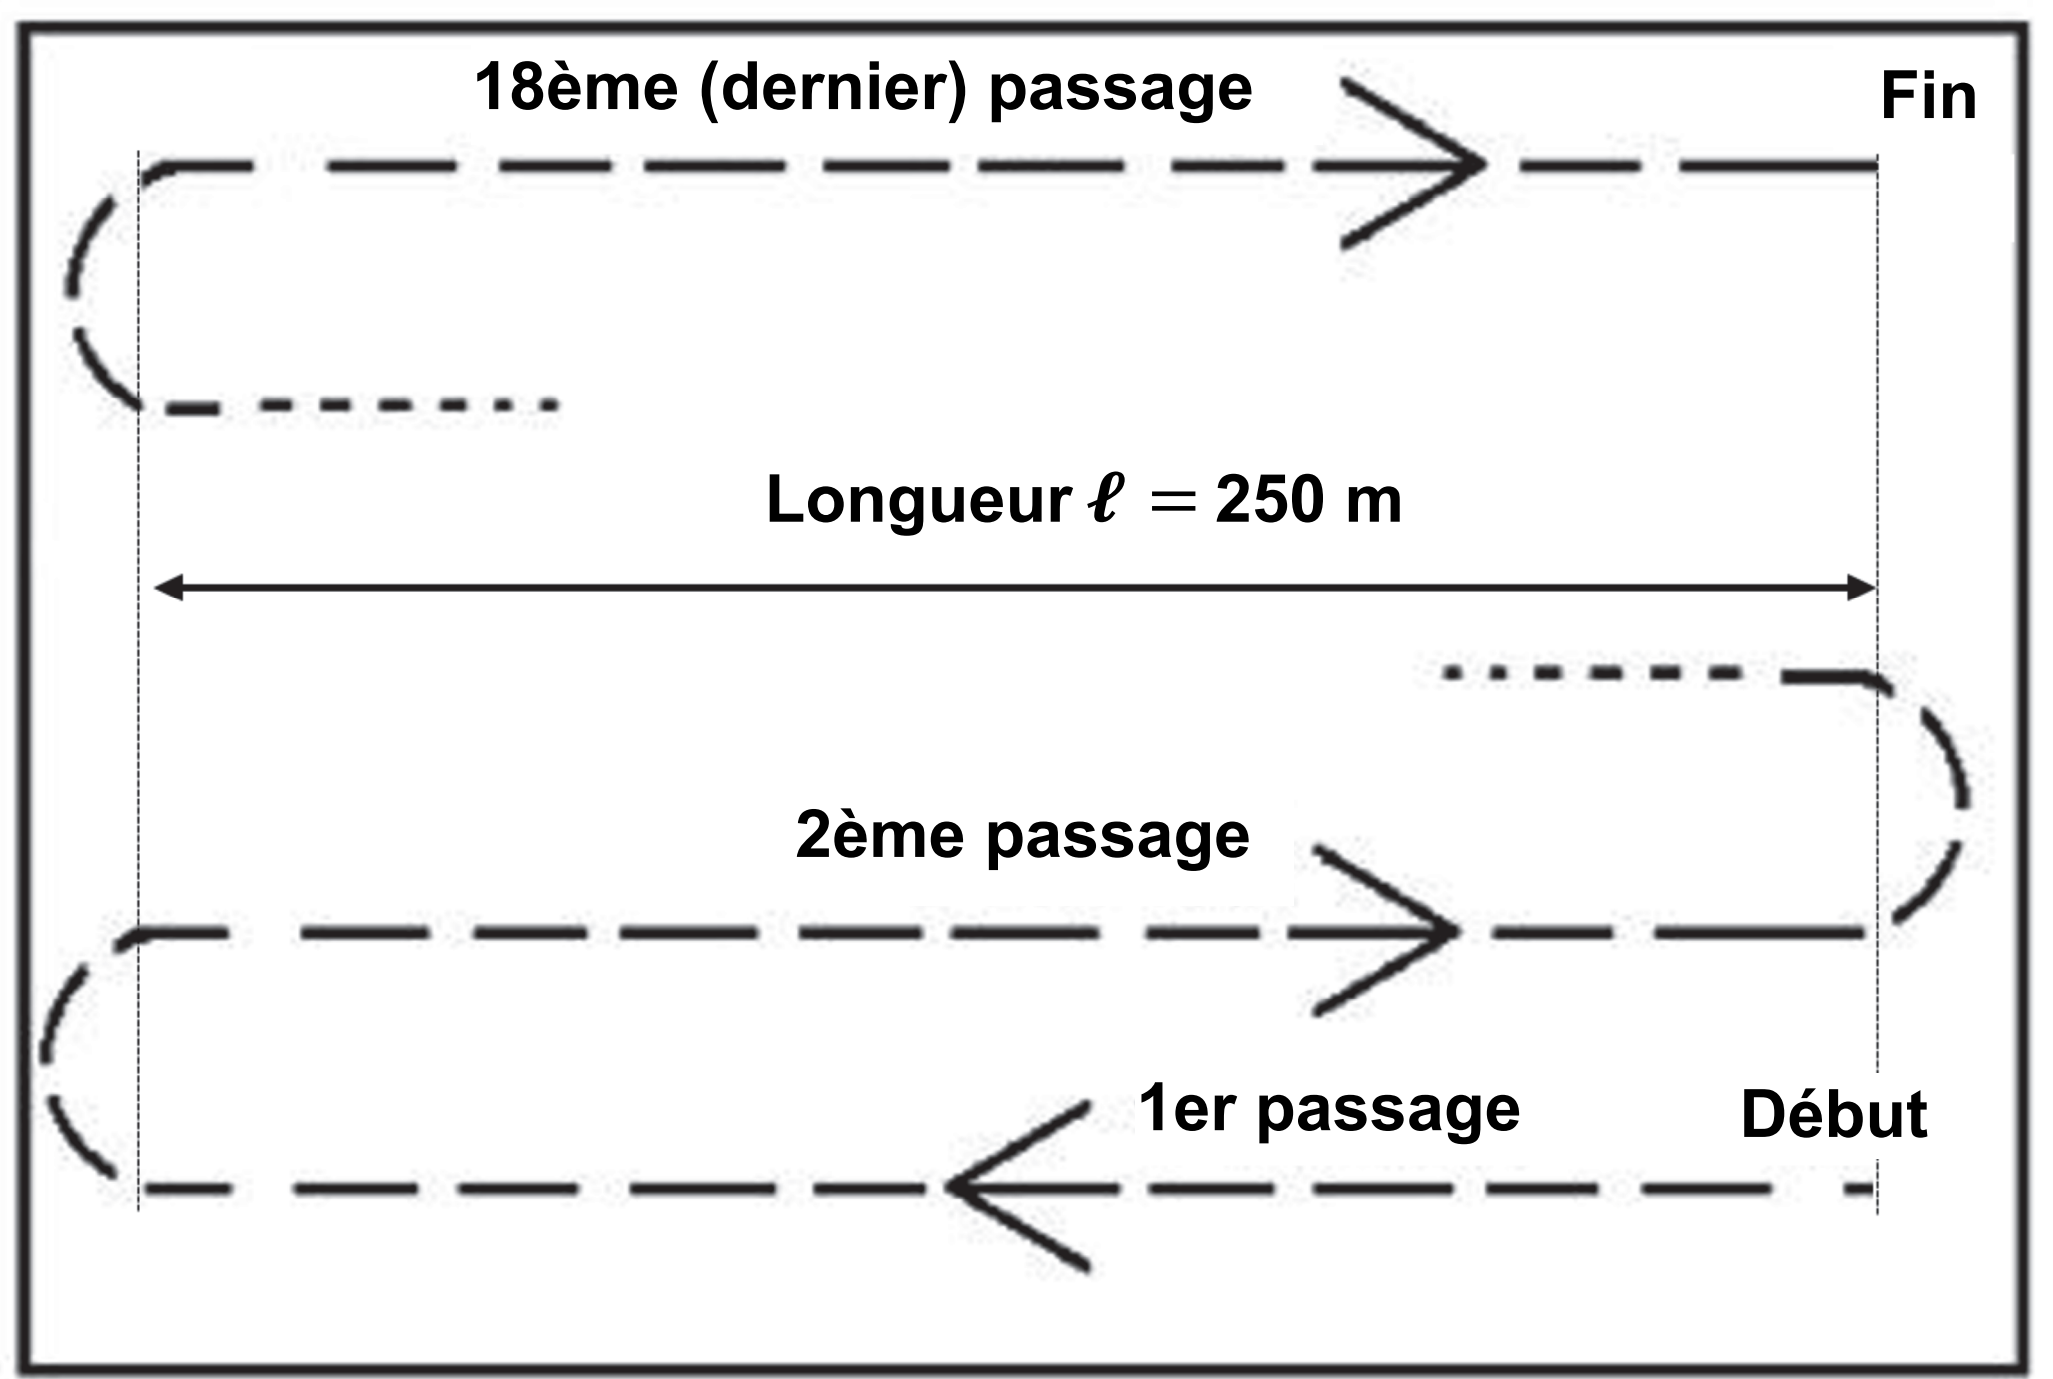 18ème (dernier) passage
Fin
Longueur ℓ = 250 m
2ème passage
1er passage
Début